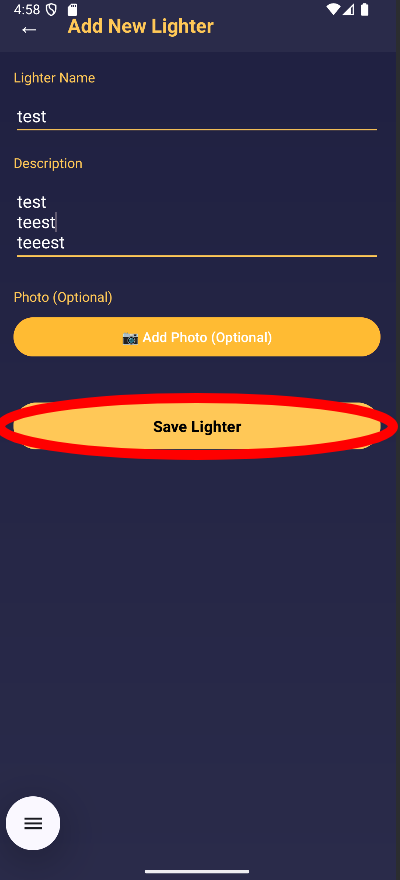 4:58
Add New Lighter
Lighter Name
test
Description
test
teest
teeest
Photo (Optional)
Add Photo (Optional)
Save Lighter